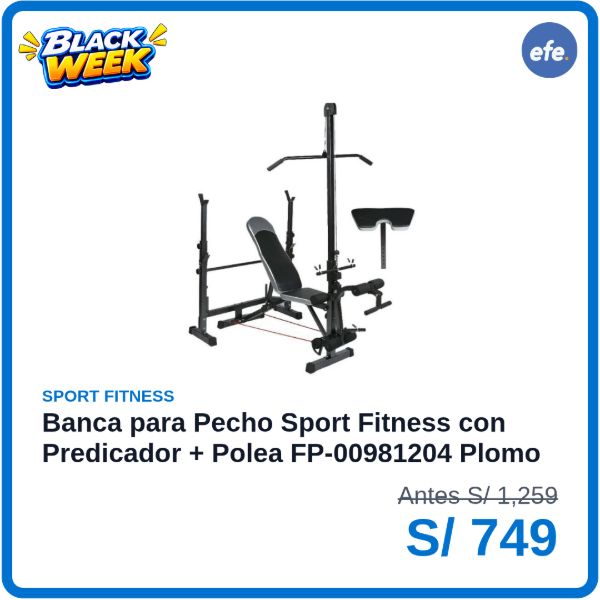 BLACK
WEEK
efe.
SPORT FITNESS
Banca para Pecho Sport Fitness con
Predicador + Polea FP-00981204 Plomo
Antes S/ 1,259
S/ 749